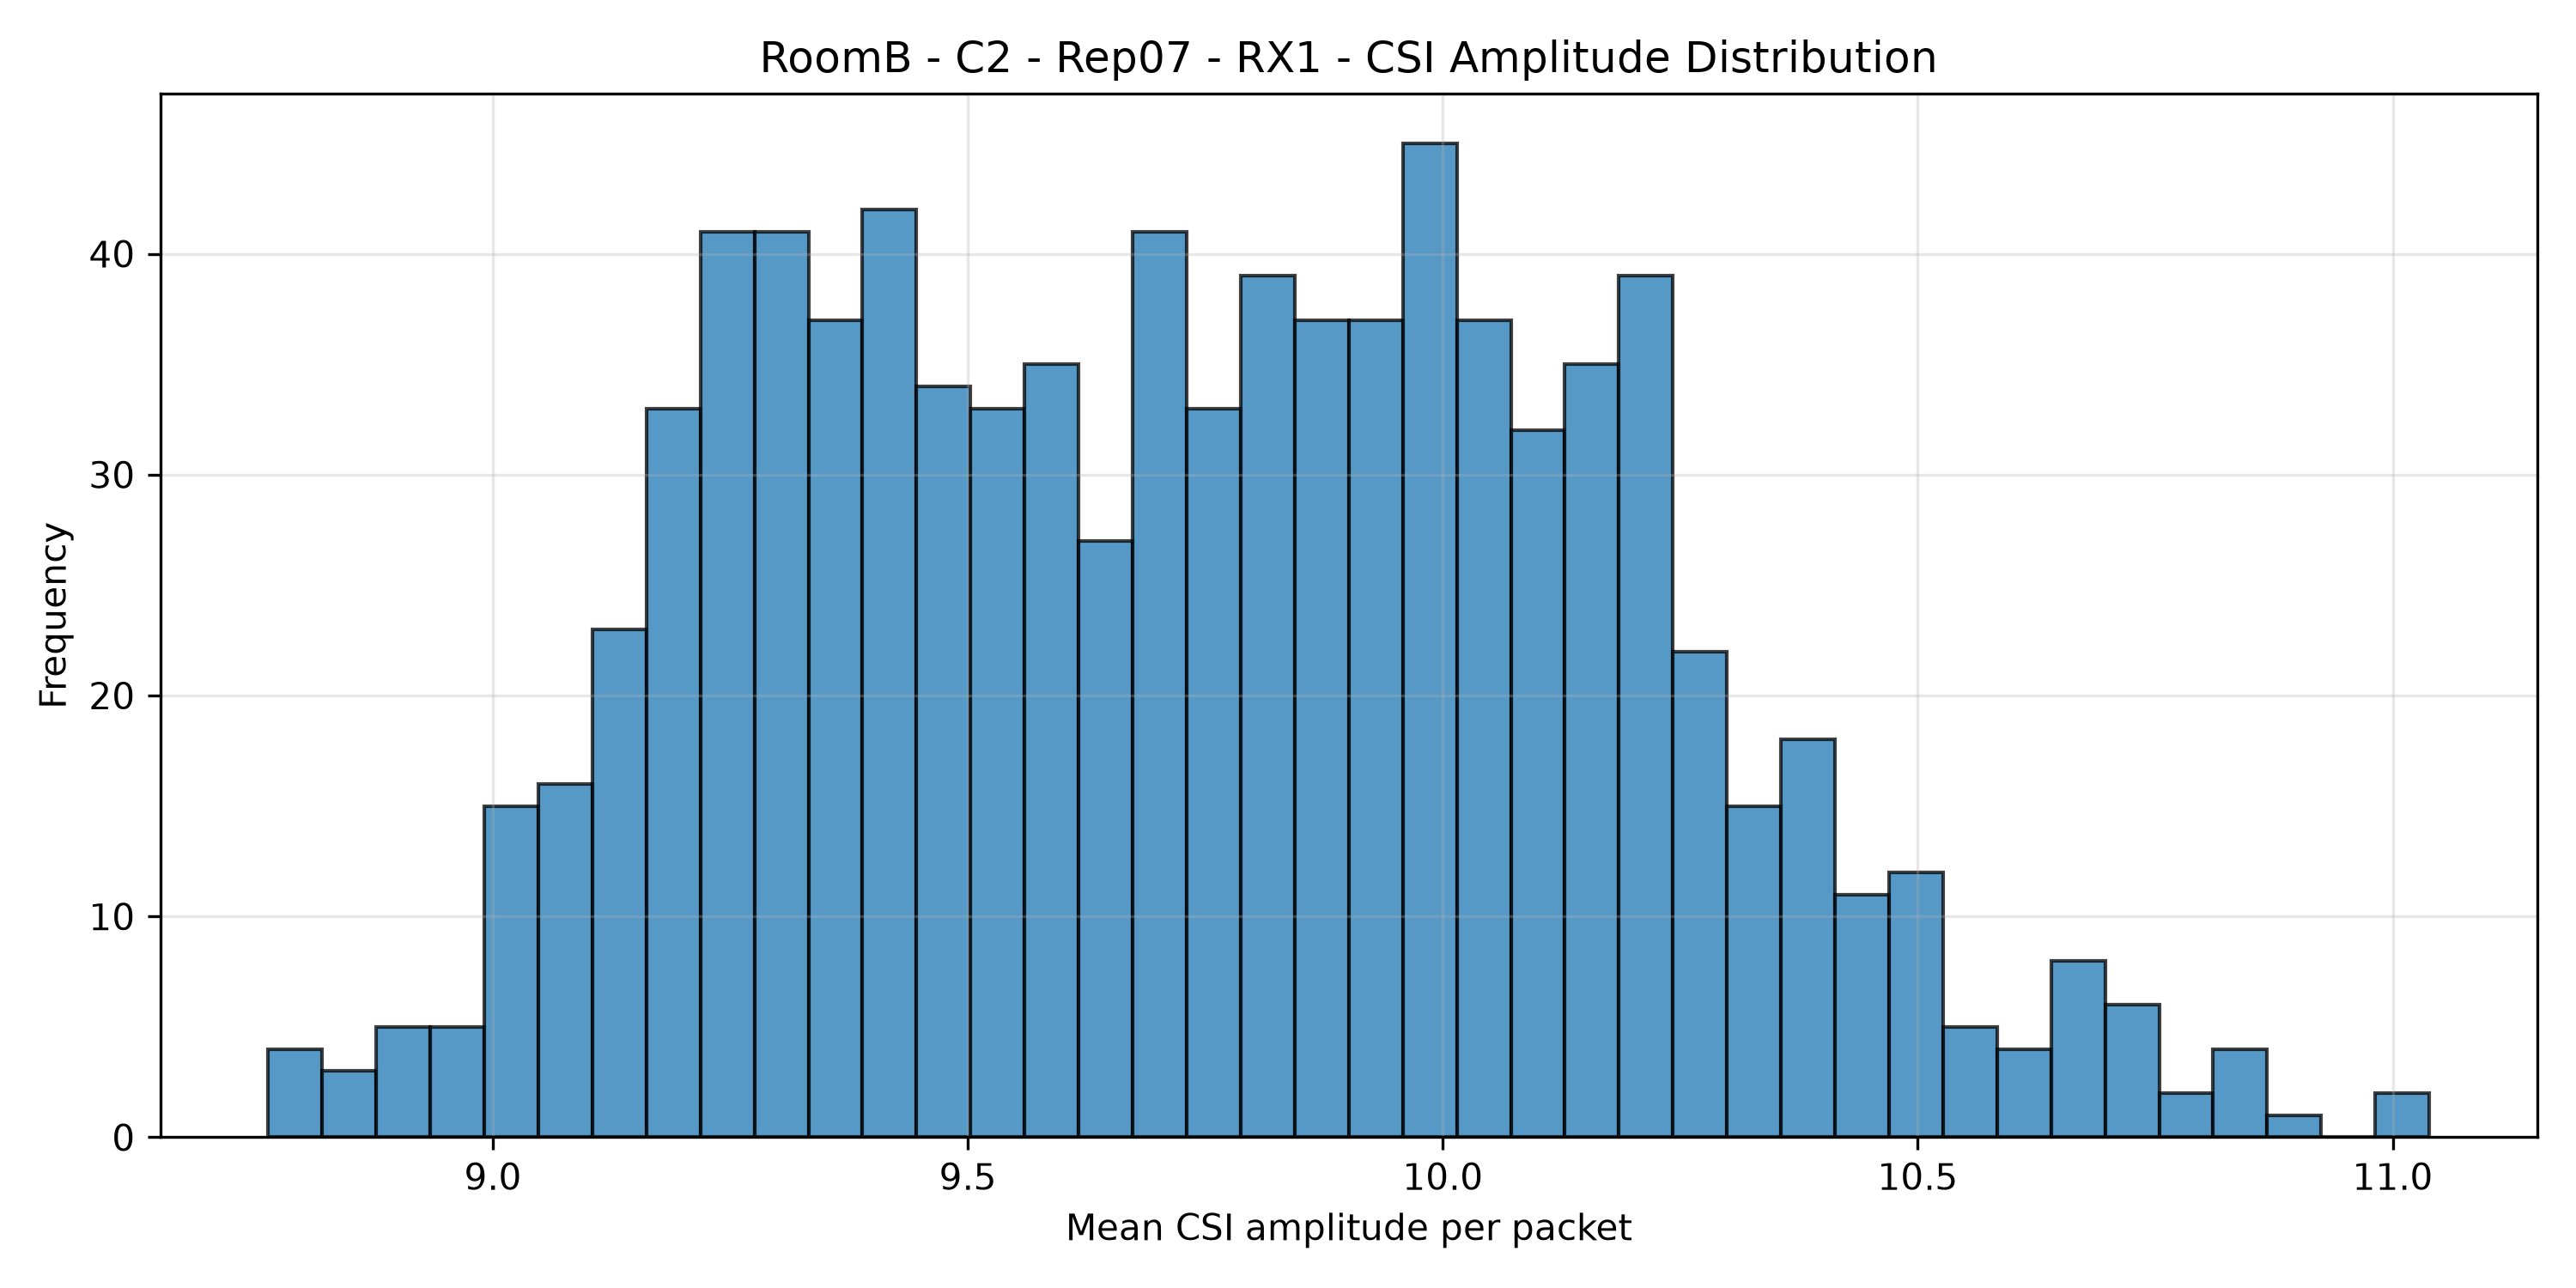 RoomB - C2 - Rep07 - RX1 - CSI Amplitude Distribution
Frequency
40
30
20
10
0
9.0 9.5 10.0 10.5 11.0
Mean CSI amplitude per packet